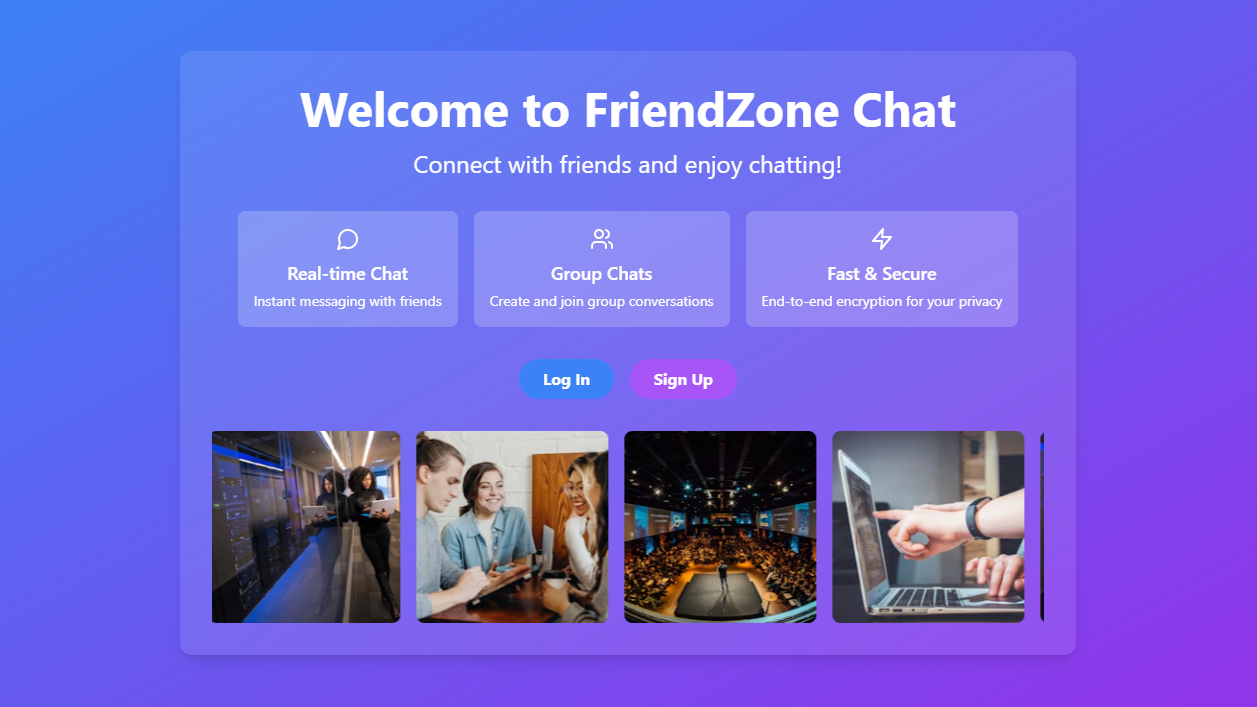 Welcome to FriendZone Chat
Connect with friends and enjoy chatting!
Real-time Chat
Instant messaging with friends
Group Chats
Create and join group conversations
Fast & Secure
End-to-end encryption for your privacy
Log In
Sign Up